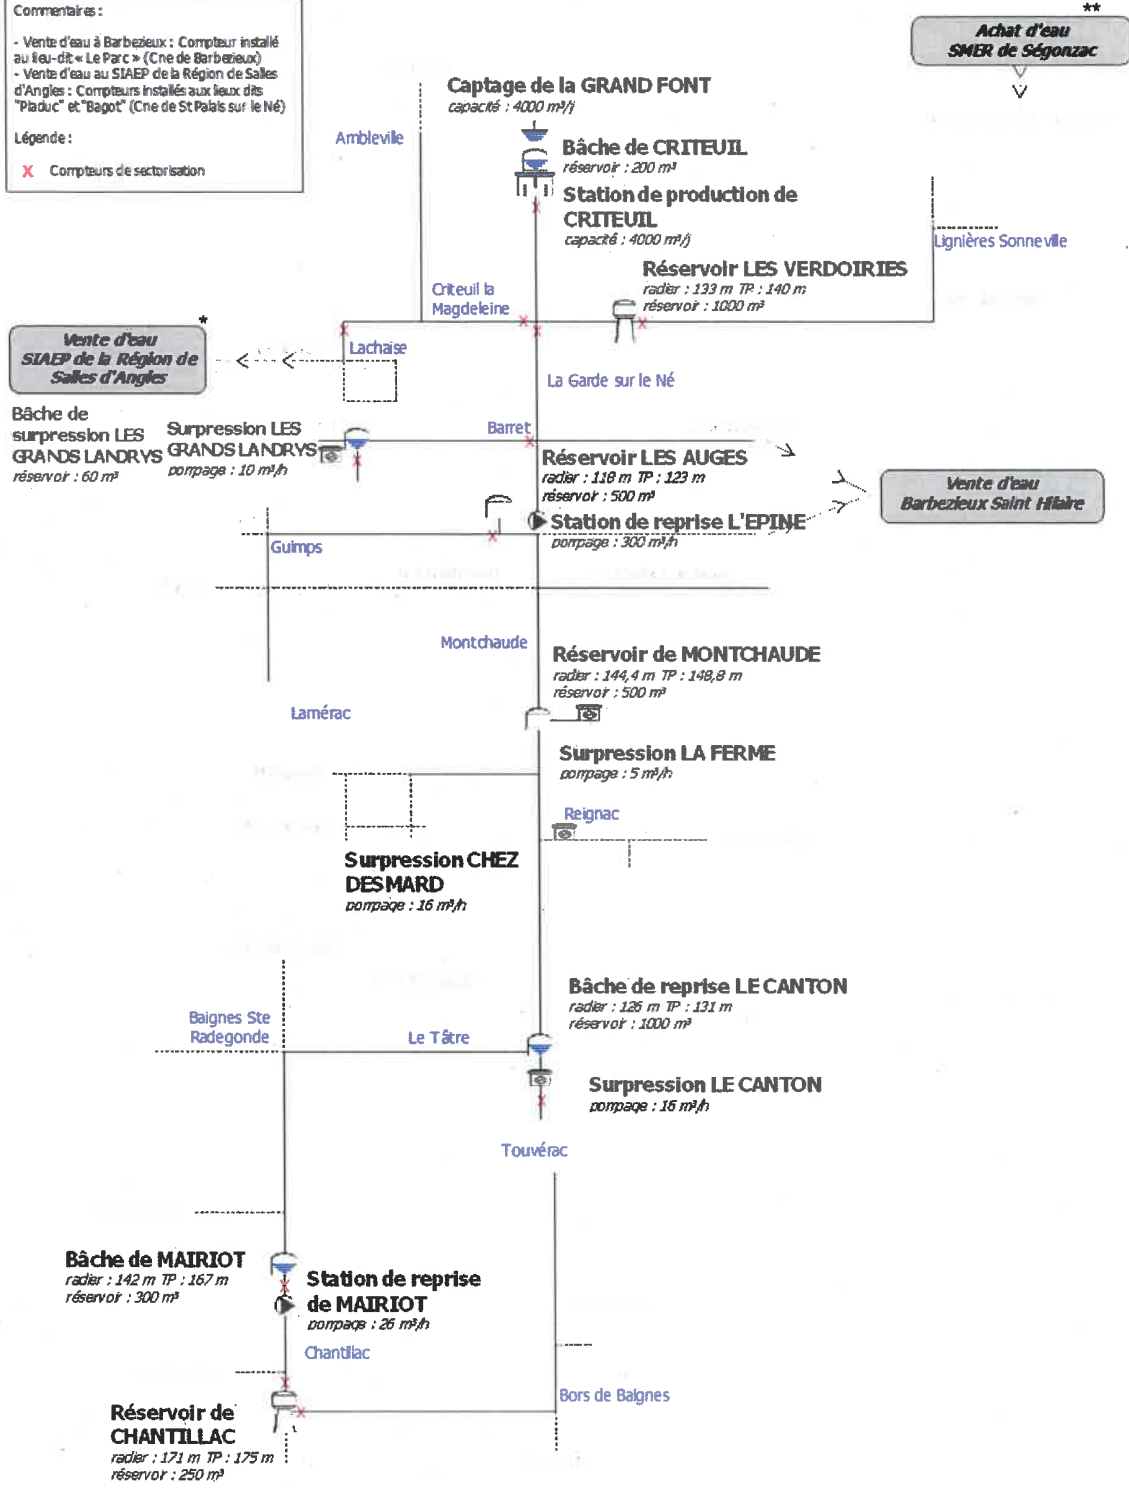 Commentaires :
- Vente d'eau à Barbezieux : Compteur installé
au lieu-dit « Le Parc » (Cne de Barbezieux)
- Vente d'eau au SIAEP de la Région de Salles
d'Angles : Compteurs installés aux lieux dits
"Pladuc" et "Bagot" (Cne de St Palais sur le Né)
Légende :
X Compteurs de sectorisation
**
Achat d'eau
SMER de Ségonzac
Captage de la GRAND FONT
capacité : 4000 m³/j
Ambleville
Bâche de CRITEUIL
réservoir : 200 m³
Station de production de
CRITEUIL
capacité : 4000 m³/j
Lignières Sonneville
Réservoir LES VERDOIRIES
radier : 133 m TP : 140 m
réservoir : 1000 m³
Criteuil la
Magdeleine
*
Vente d'eau
SIAEP de la Région de
Salles d'Angles
Lachaise
La Garde sur le Né
Bâche de
surpression LES
GRANDS LANDRYS
réservoir : 60 m³
Surpression LES
GRANDS LANDRYS
pompage : 10 m³/h
Barret
Réservoir LES AUGES
radier : 118 m TP : 123 m
réservoir : 500 m³
Vente d'eau
Barbezieux Saint Hilaire
Station de reprise L'EPINE
pompage : 300 m³/h
Guimps
Montchaude
Réservoir de MONTCHAUDE
radier : 144,4 m TP : 148,8 m
réservoir : 500 m³
Lamérac
Surpression LA FERME
pompage : 5 m³/h
Reignac
Surpression CHEZ
DESMARD
pompage : 16 m³/h
Bâche de reprise LE CANTON
radier : 126 m TP : 131 m
réservoir : 1000 m³
Baignes Ste
Radegonde
Le Tâtre
Surpression LE CANTON
pompage : 16 m³/h
Touvérac
Bâche de MAIRIOT
radier : 142 m TP : 167 m
réservoir : 300 m³
Station de reprise
de MAIRIOT
pompage : 26 m³/h
Chantillac
Bors de Baignes
Réservoir de
CHANTILLAC
radier : 171 m TP : 175 m
réservoir : 250 m³